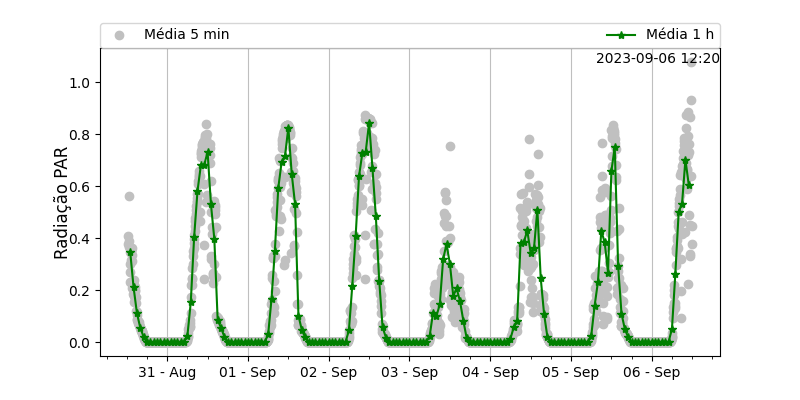 Média 5 min
Média 1 h
2023-09-06 12:20
Radiação PAR
1.0
0.8
0.6
0.4
0.2
0.0
31 - Aug
01 - Sep
02 - Sep
03 - Sep
04 - Sep
05 - Sep
06 - Sep